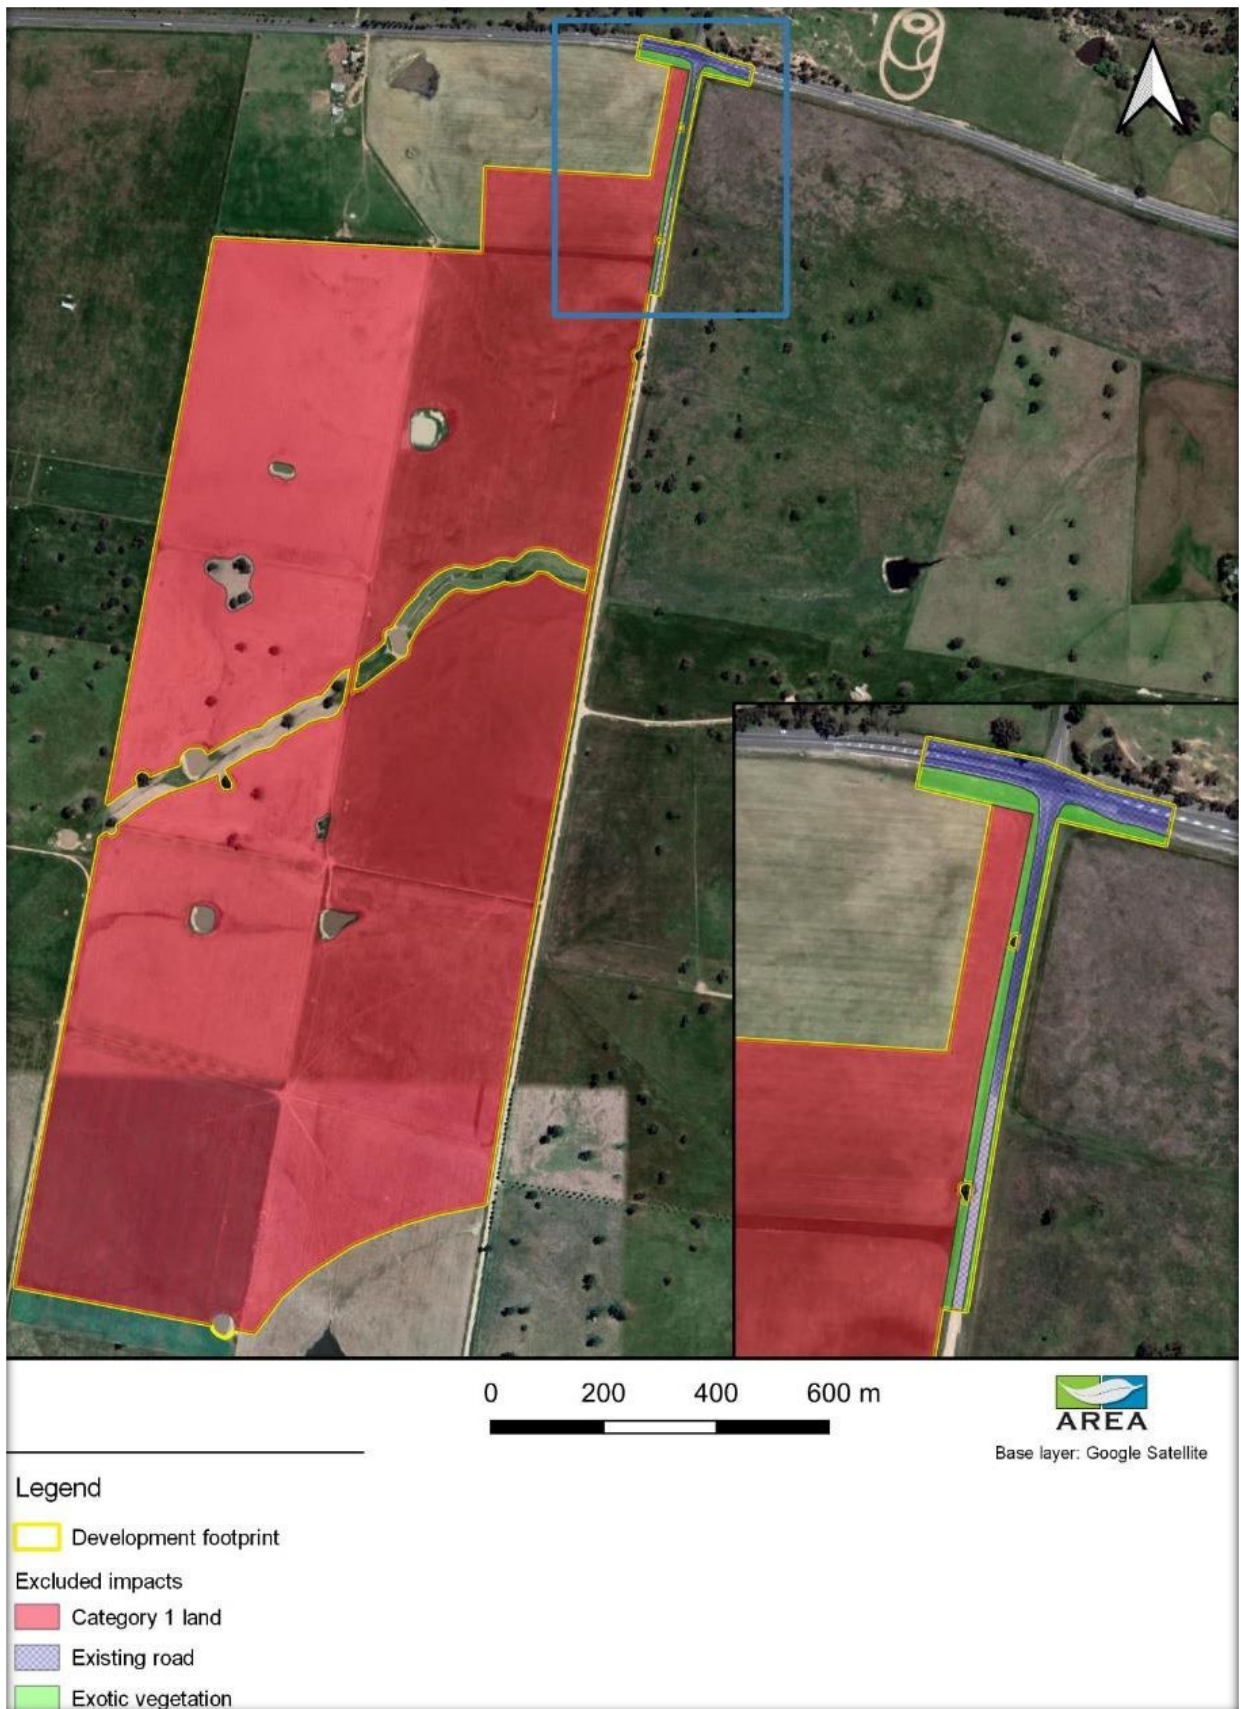 0 200 400 600 m
AREA
Base layer: Google Satellite
Legend
Development footprint
Excluded impacts
Category 1 land
Existing road
Exotic vegetation